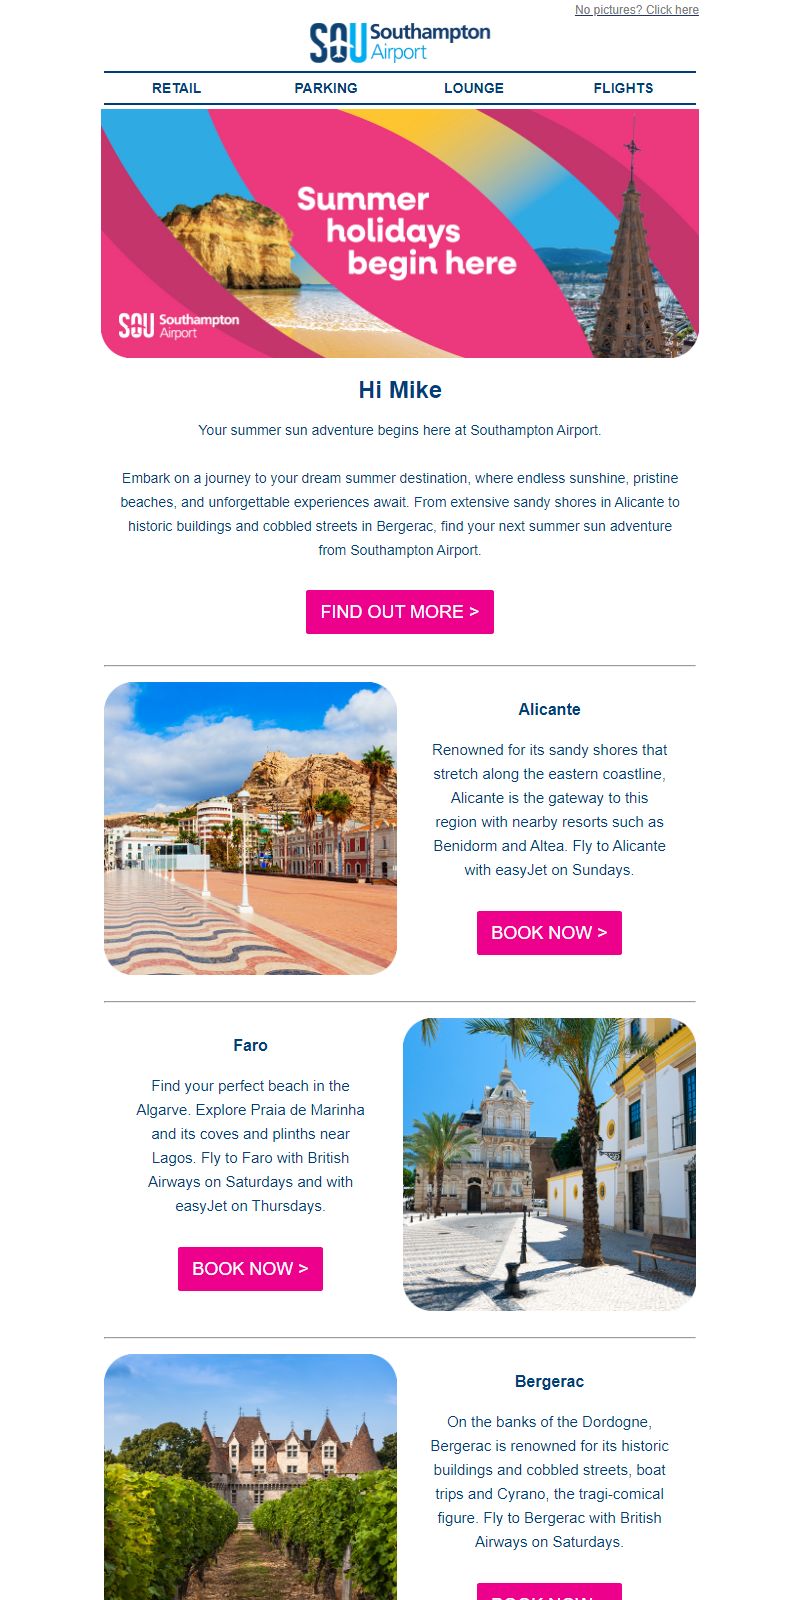 No pictures? Click here
SOU Southampton
Airport
RETAIL PARKING LOUNGE FLIGHTS
Summer
holidays
begin here
SOU Southampton
Airport
Hi Mike
Your summer sun adventure begins here at Southampton Airport.
Embark on a journey to your dream summer destination, where endless sunshine, pristine
beaches, and unforgettable experiences await. From extensive sandy shores in Alicante to
historic buildings and cobbled streets in Bergerac, find your next summer sun adventure
from Southampton Airport.
FIND OUT MORE >
Alicante
Renowned for its sandy shores that
stretch along the eastern coastline,
Alicante is the gateway to this
region with nearby resorts such as
Benidorm and Altea. Fly to Alicante
with easyJet on Sundays.
BOOK NOW >
Faro
Find your perfect beach in the
Algarve. Explore Praia de Marinha
and its coves and plinths near
Lagos. Fly to Faro with British
Airways on Saturdays and with
easyJet on Thursdays.
BOOK NOW >
Bergerac
On the banks of the Dordogne,
Bergerac is renowned for its historic
buildings and cobbled streets, boat
trips and Cyrano, the tragi-comical
figure. Fly to Bergerac with British
Airways on Saturdays.